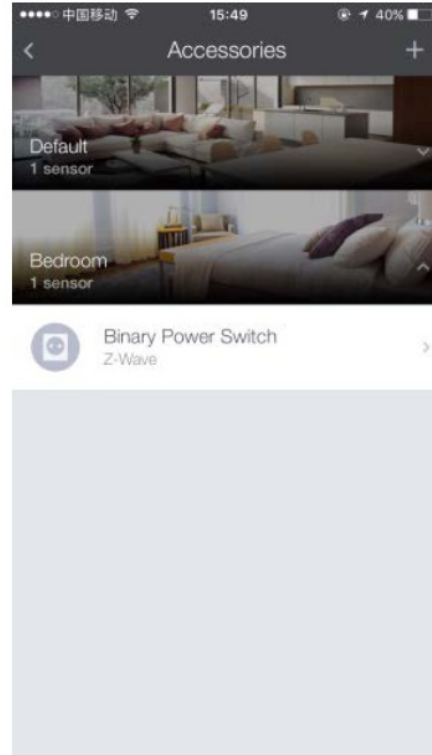 中国移动 15:49 40%
Accessories
Default
1 sensor
Bedroom
1 sensor
Binary Power Switch
Z-Wave